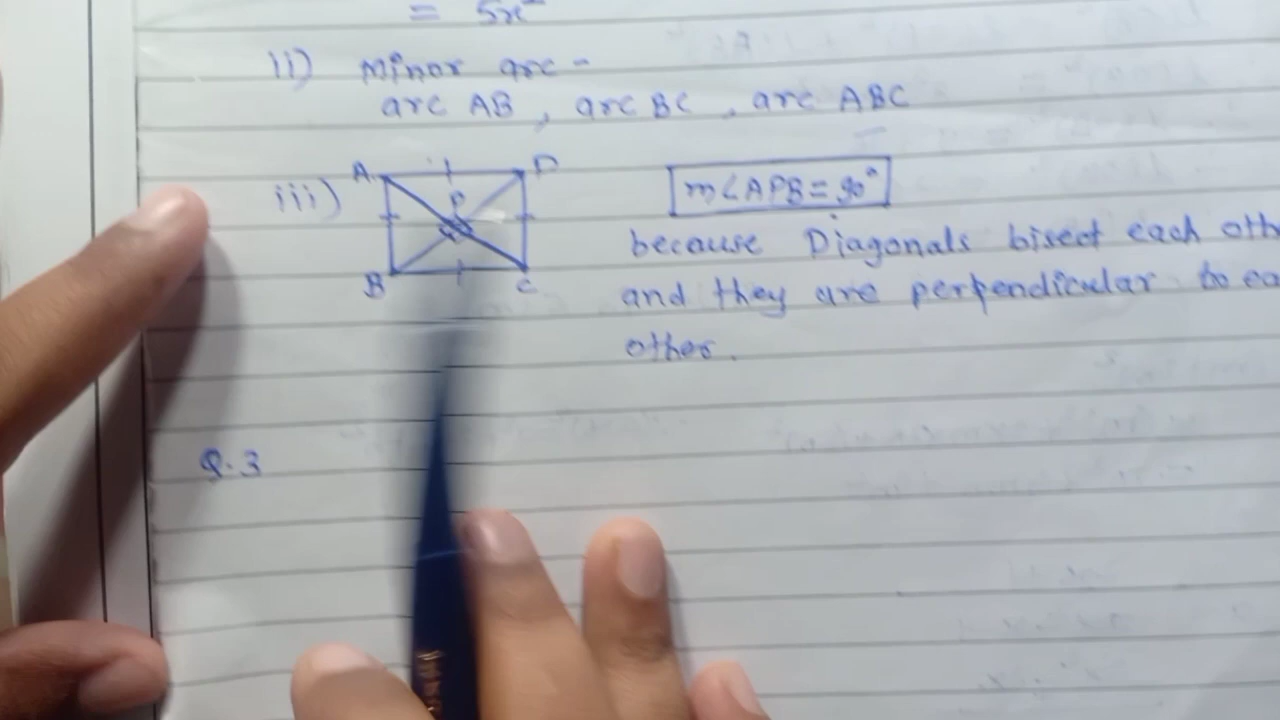 = 5x²
ii) Minor arc -
arc AB, arc BC, arc ABC
A D
iii) P m∠APB = 90°
B C
because Diagonals bisect each othe
and they are perpendicular to ea
other.
Q.3